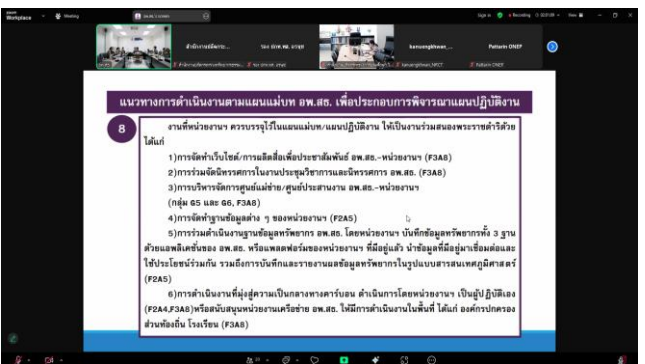 Workplace
Meeting
Sign in
Recording
View
สำนักงานปลัดกระ...
รอง ปกท.ทส. อรนุช
kanuengkhwan,...
Pattarin ONEP
kanuengkhwan,NRCT
Pattarin ONEP
แนวทางการดำเนินงานตามแผนแม่บท อพ.สธ. เพื่อประกอบการพิจารณาแผนปฏิบัติงาน
8
งานที่หน่วยงานฯ ควรบรรจุไว้ในแผนแม่บท/แผนปฏิบัติงาน ให้เป็นงานร่วมสนองพระราชดำริด้วย
ได้แก่
1)การจัดทำเว็บไซต์/การผลิตสื่อเพื่อประชาสัมพันธ์ อพ.สธ.-หน่วยงานฯ (F3A8)
2)การร่วมจัดนิทรรศการในงานประชุมวิชาการและนิทรรศการ อพ.สธ. (F3A8)
3)การบริหารจัดการศูนย์แม่ข่าย/ศูนย์ประสานงาน อพ.สธ.-หน่วยงานฯ
(กลุ่ม G5 และ G6, F3A8)
4)การจัดทำฐานข้อมูลต่าง ๆ ของหน่วยงานฯ (F2A5)
5)การร่วมดำเนินงานฐานข้อมูลทรัพยากร อพ.สธ. โดยหน่วยงานฯ บันทึกข้อมูลทรัพยากรทั้ง 3 ฐาน
ด้วยแอพลิเคชั่นของ อพ.สธ. หรือแพลตฟอร์มของหน่วยงานฯ ที่มีอยู่แล้ว นำข้อมูลที่มีอยู่มาเชื่อมต่อและ
ใช้ประโยชน์ร่วมกัน รวมถึงการบันทึกและรายงานผลข้อมูลทรัพยากรในรูปแบบสารสนเทศภูมิศาสตร์
(F2A5)
6)การดำเนินงานที่มุ่งสู่ความเป็นกลางทางคาร์บอน ดำเนินการโดยหน่วยงานฯ เป็นผู้ปฏิบัติเอง
(F2A4,F3A8)หรือสนับสนุนหน่วยงานเครือข่าย อพ.สธ. ให้มีการดำเนินงานในพื้นที่ ได้แก่ องค์กรปกครอง
ส่วนท้องถิ่น โรงเรียน (F3A8)